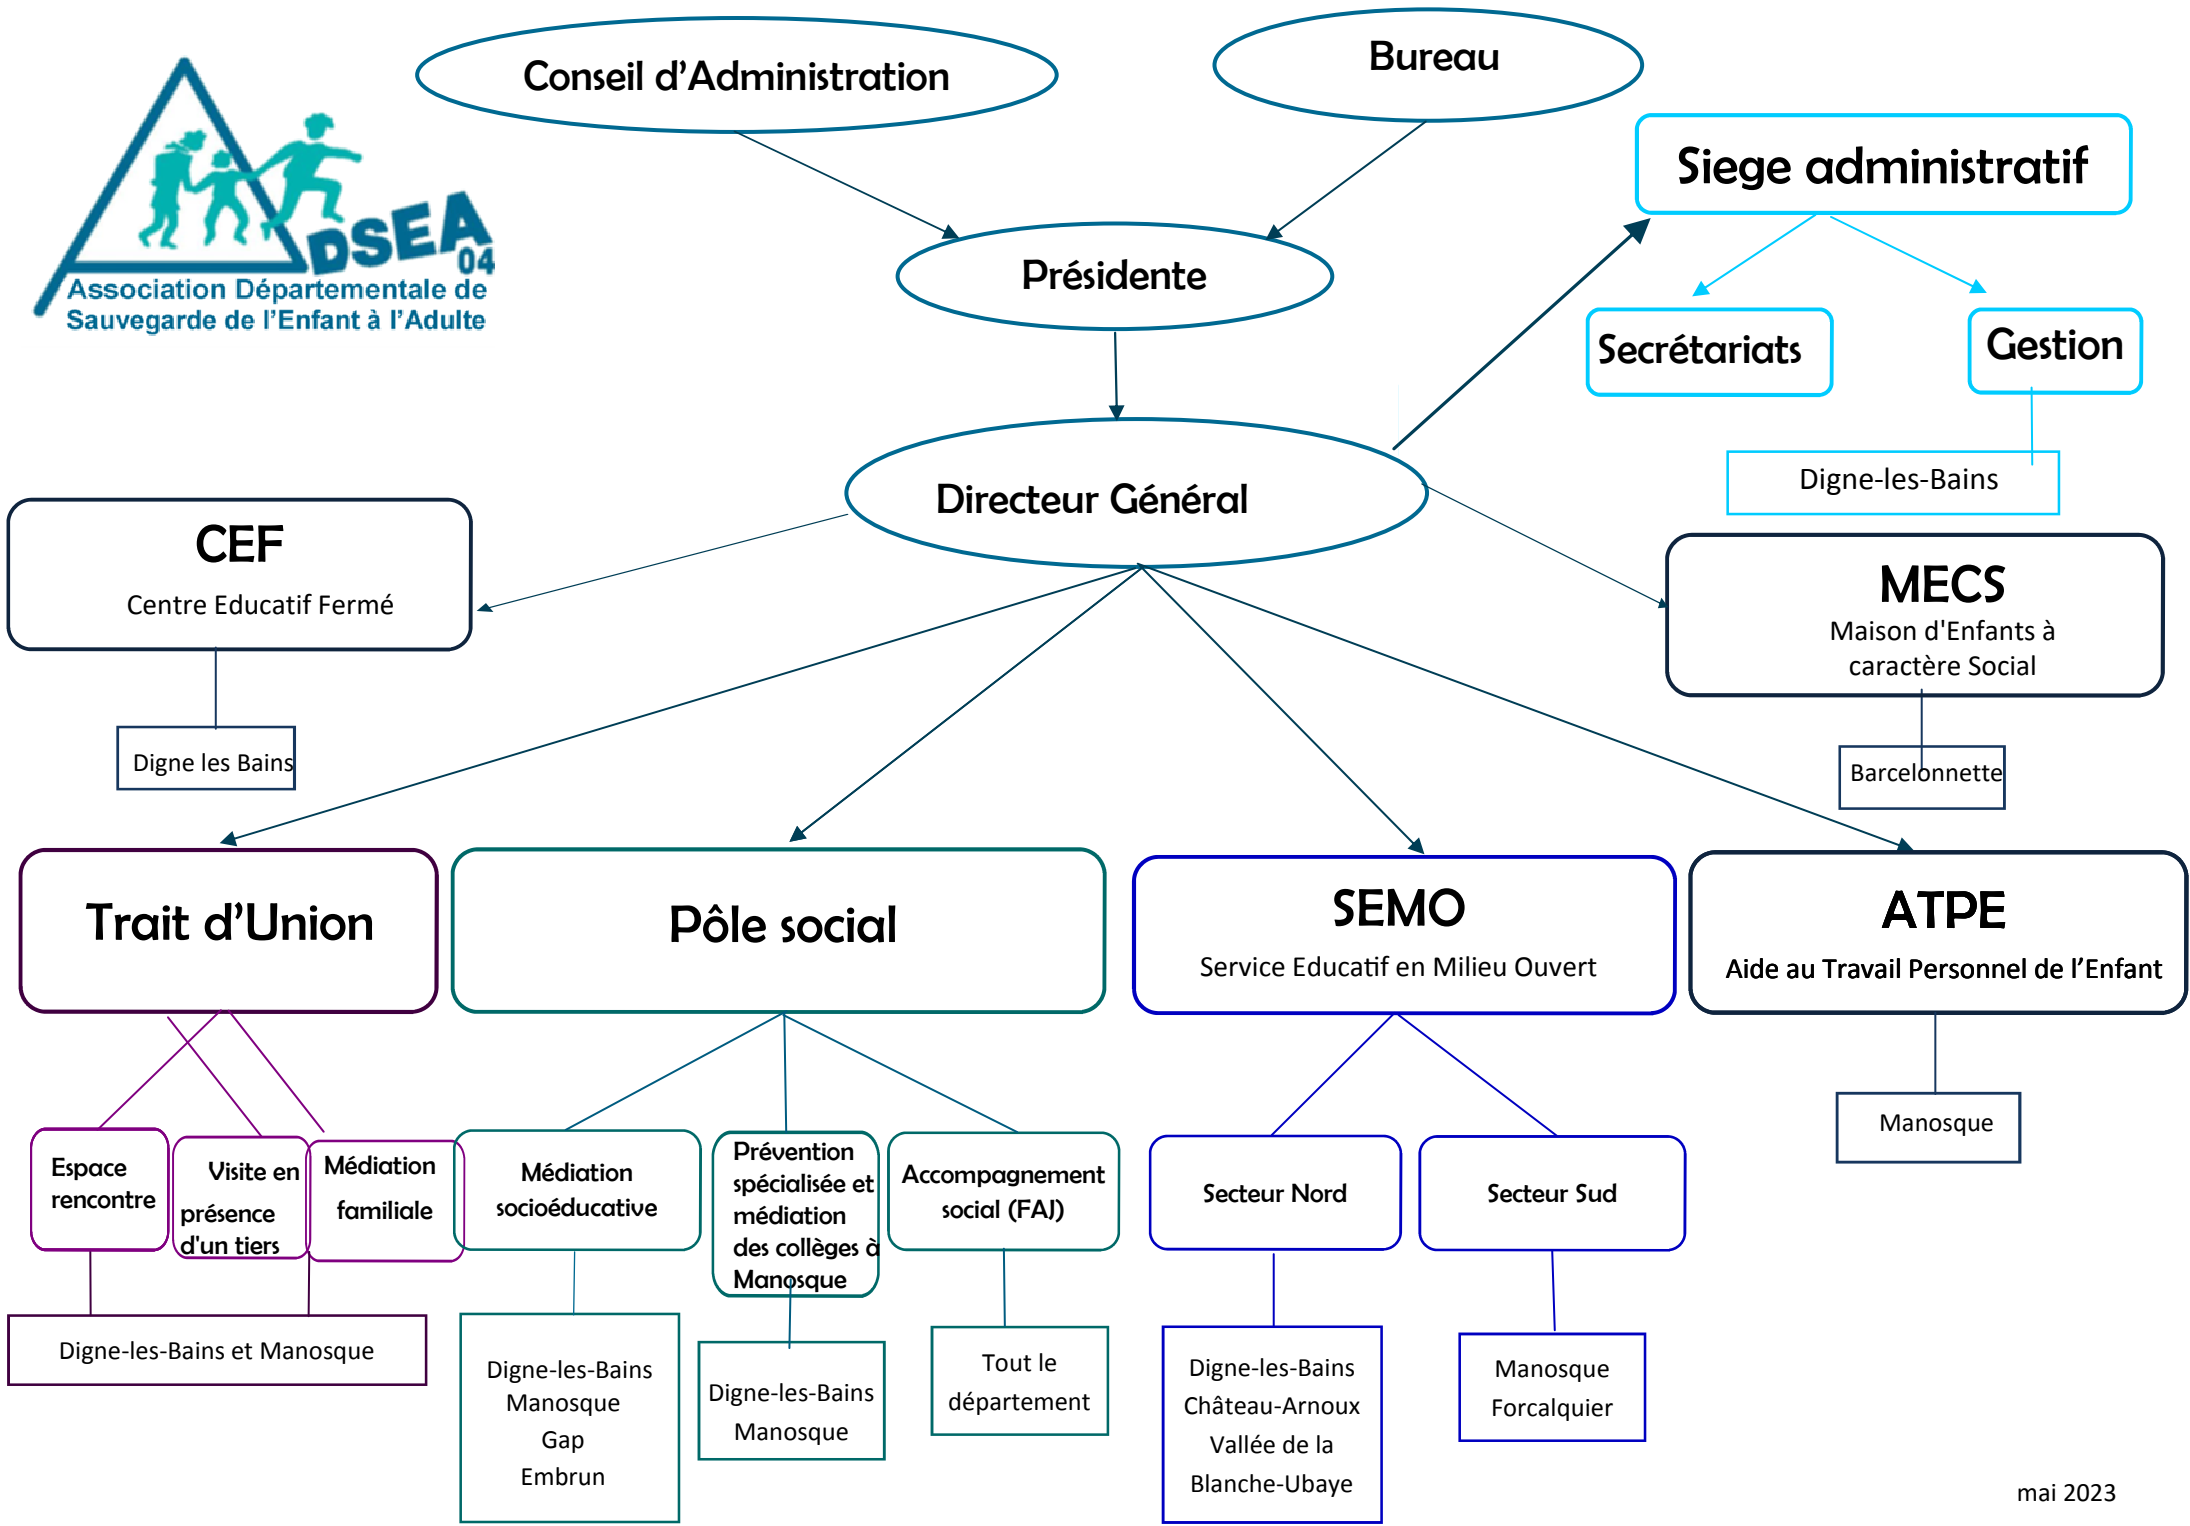 Conseil d’Administration
Bureau
DSEA
04
Association Départementale de
Sauvegarde de l’Enfant à l’Adulte
Siege administratif
Présidente
Secrétariats
Gestion
Digne-les-Bains
Directeur Général
CEF
Centre Educatif Fermé
Digne les Bains
MECS
Maison d'Enfants à
caractère Social
Barcelonnette
Trait d’Union
Pôle social
SEMO
Service Educatif en Milieu Ouvert
ATPE
Aide au Travail Personnel de l’Enfant
Manosque
Espace
rencontre
Visite en
présence
d'un tiers
Médiation
familiale
Médiation
socioéducative
Prévention
spécialisée et
médiation
des collèges à
Manosque
Accompagnement
social (FAJ)
Secteur Nord
Secteur Sud
Digne-les-Bains et Manosque
Digne-les-Bains
Manosque
Gap
Embrun
Digne-les-Bains
Manosque
Tout le
département
Digne-les-Bains
Château-Arnoux
Vallée de la
Blanche-Ubaye
Manosque
Forcalquier
mai 2023